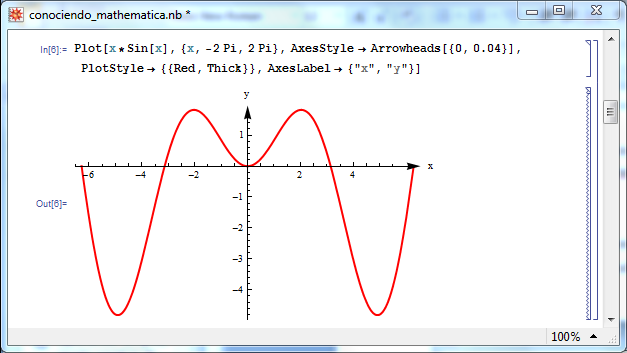 conociendo_mathematica.nb *
In[6]:= Plot[x * Sin[x], {x, -2 Pi, 2 Pi}, AxesStyle → Arrowheads[{0, 0.04}],
PlotStyle → {{Red, Thick}}, AxesLabel → {"x", "y"}]
y
1
x
-6 -4 -2 2 4
-1
Out[6]=
-2
-3
-4
100%